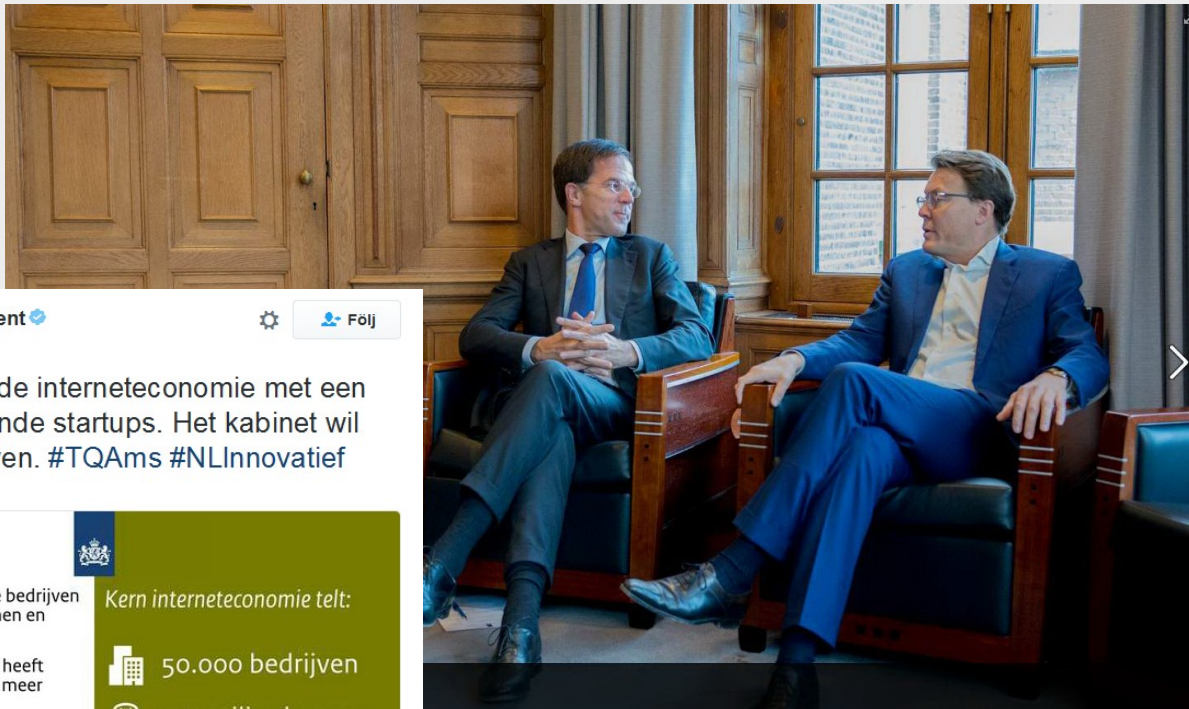 ent
Följ
de interneteconomie met een
nde startups. Het kabinet wil
en. #TQAms #NLInnovatief
bedrijven
en en
heeft
meer
Kern interneteconomie telt:
50.000 bedrijven